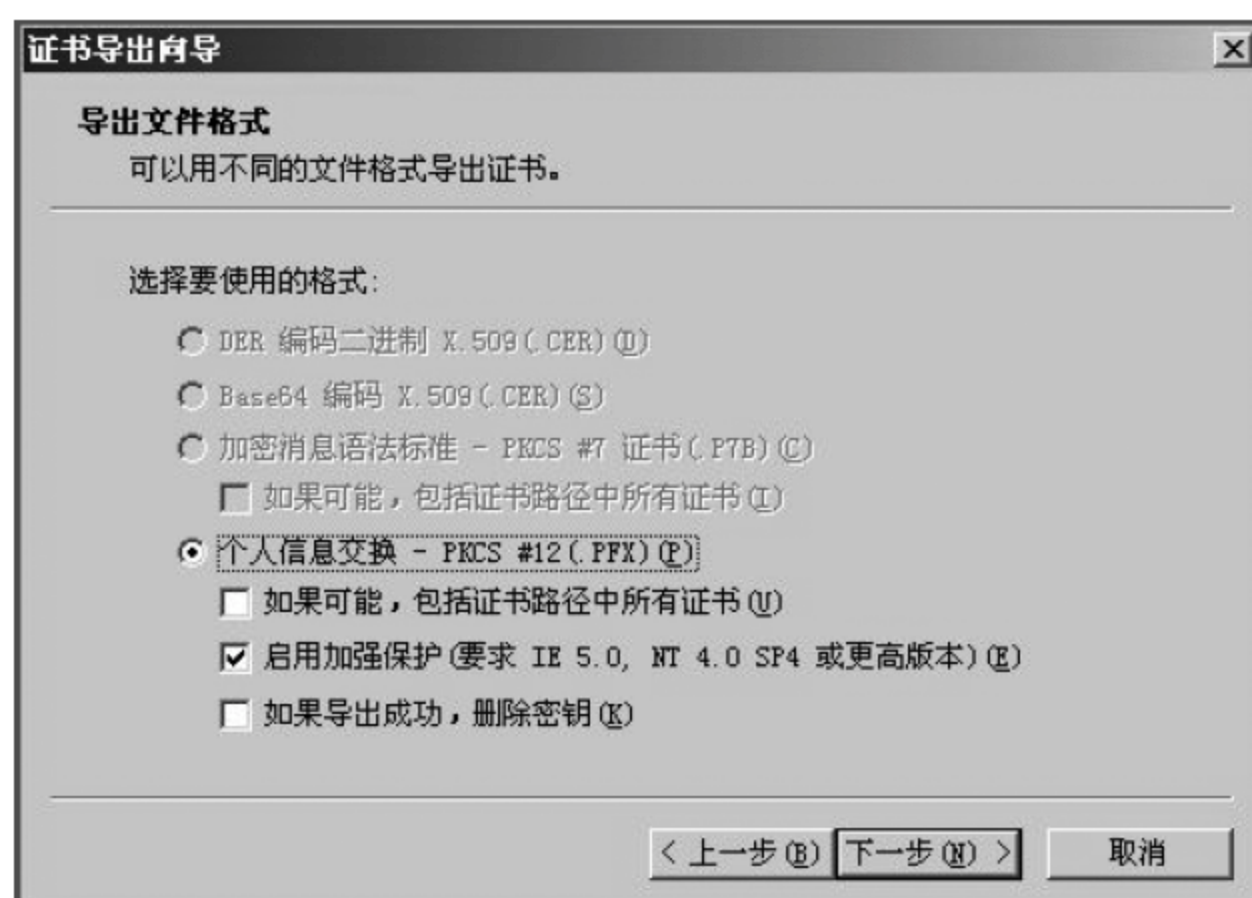 证书导出向导
导出文件格式
可以用不同的文件格式导出证书。
选择要使用的格式:
DER 编码二进制 X.509(.CER)(D)
Base64 编码 X.509(.CER)(S)
加密消息语法标准 - PKCS #7 证书(.P7B)(C)
如果可能，包括证书路径中所有证书(I)
个人信息交换 - PKCS #12(.PFX)(P)
如果可能，包括证书路径中所有证书(U)
启用加强保护(要求 IE 5.0, NT 4.0 SP4 或更高版本)(E)
如果导出成功，删除密钥(K)
< 上一步(B) 下一步(N) > 取消